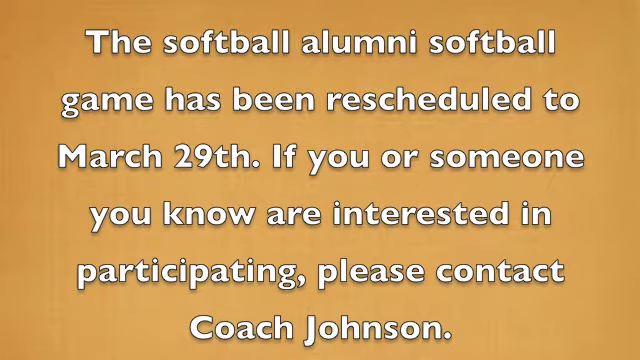 The softball alumni softball
game has been rescheduled to
March 29th. If you or someone
you know are interested in
participating, please contact
Coach Johnson.